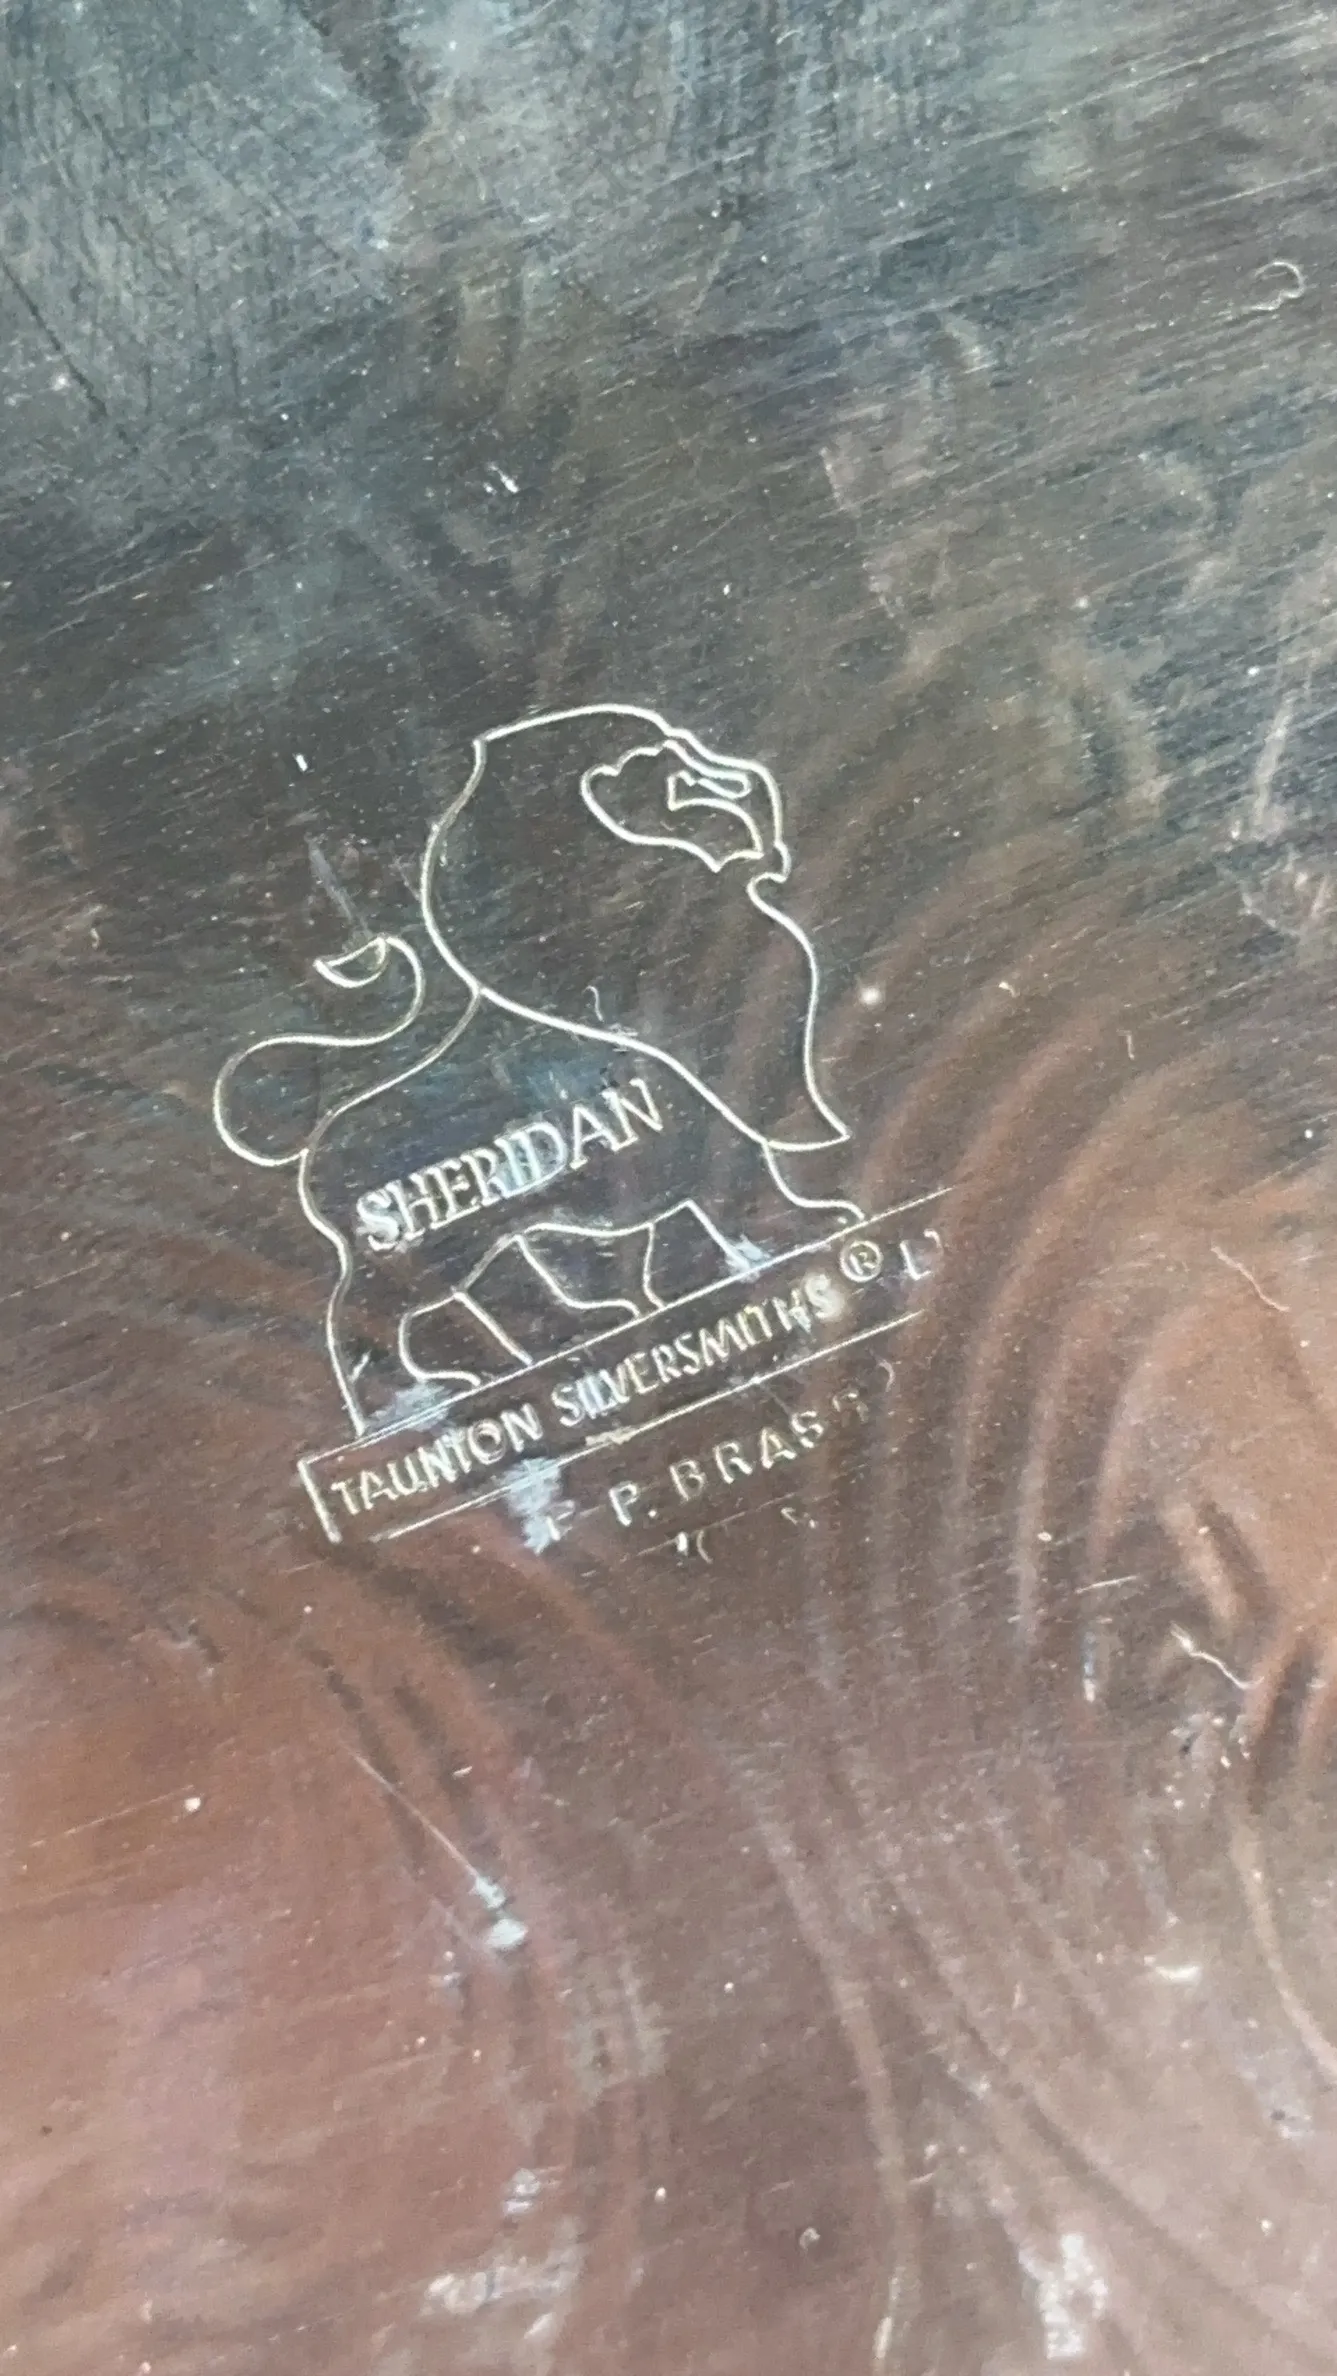 SHERIDAN
TAUNTON SILVERSMITHS ®
P. BRASS